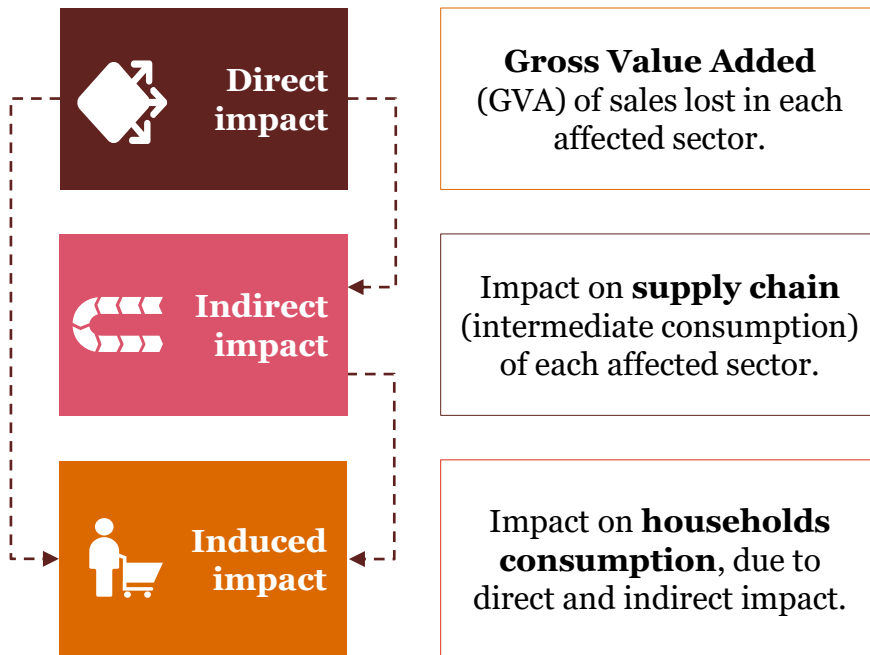 Direct
impact
Gross Value Added
(GVA) of sales lost in each
affected sector.
Indirect
impact
Impact on supply chain
(intermediate consumption)
of each affected sector.
Induced
impact
Impact on households
consumption, due to
direct and indirect impact.